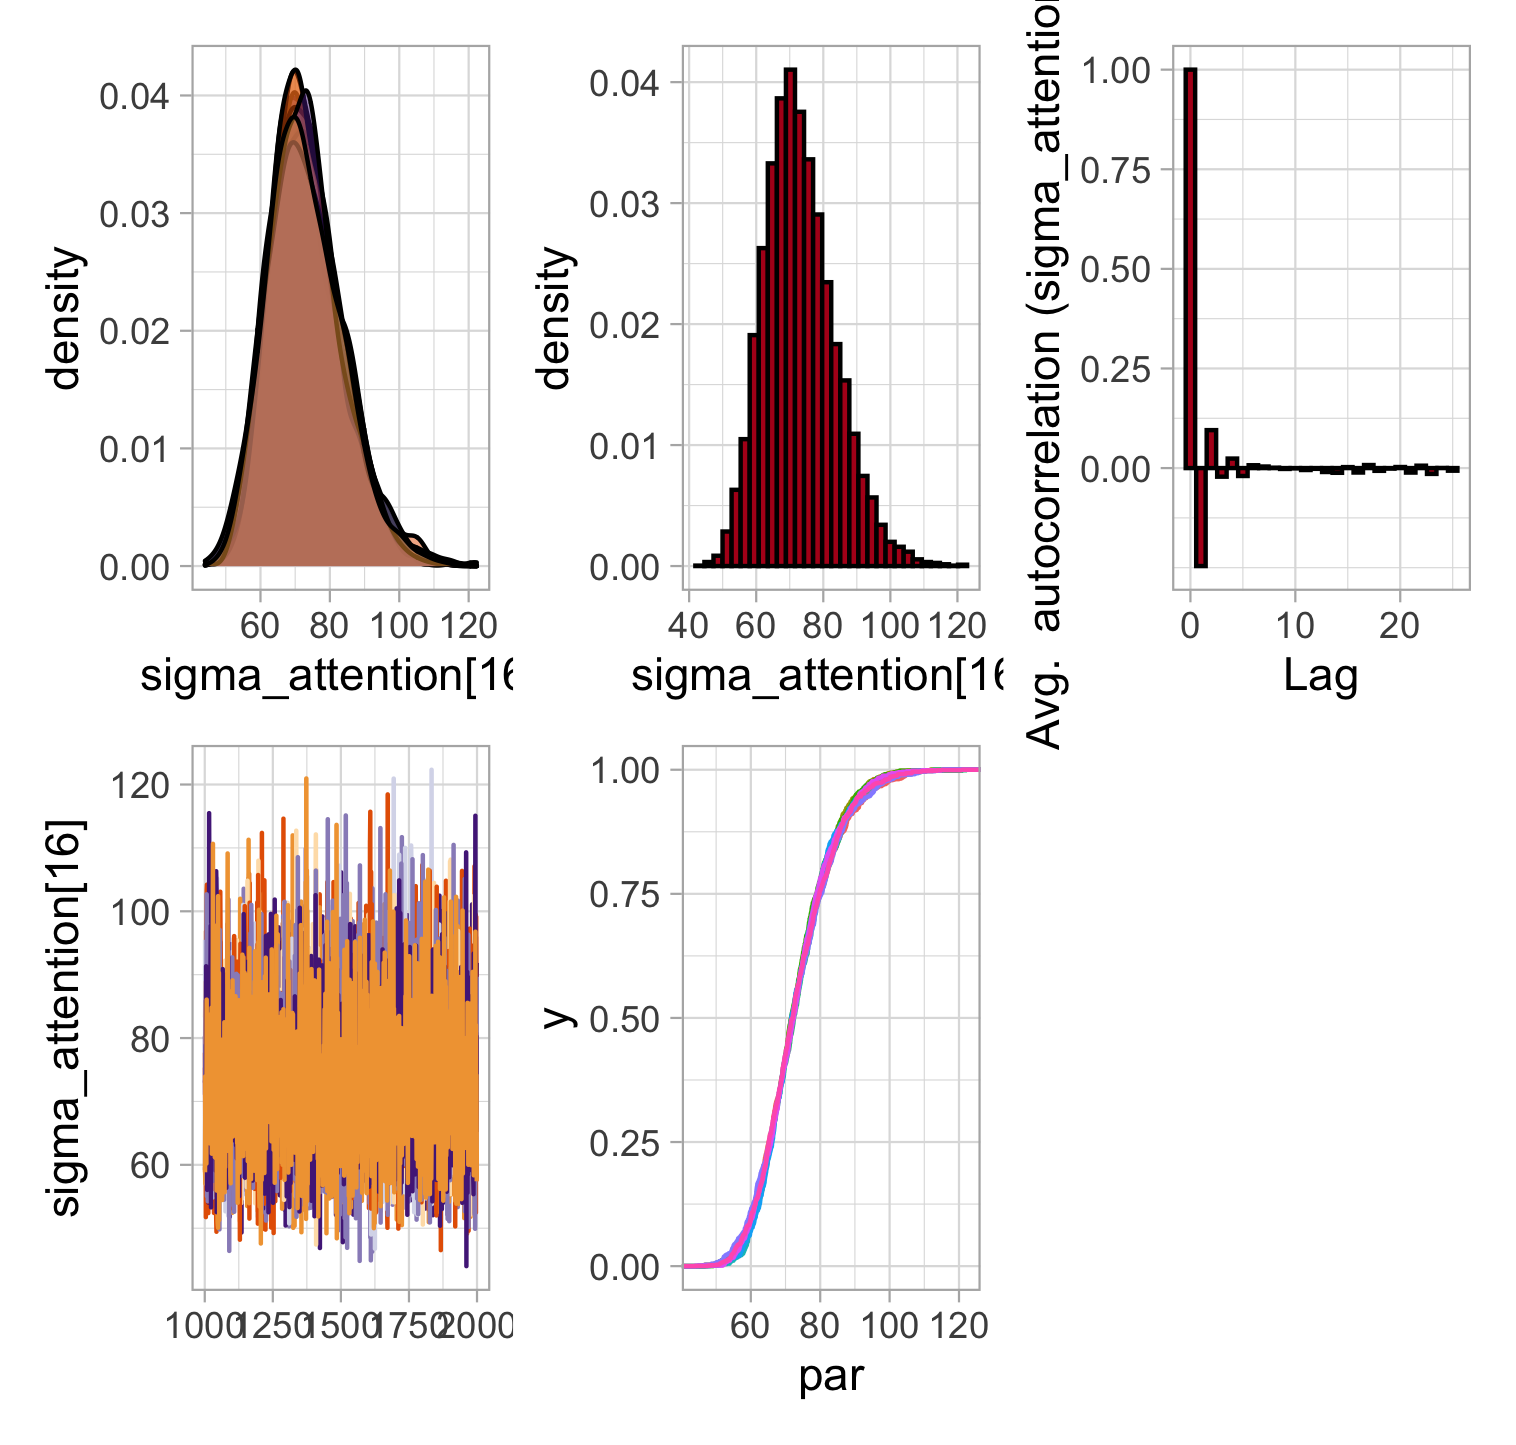 density
0.04
0.03
0.02
0.01
0.00
60 80 100 120
sigma_attention[16
density
0.04
0.03
0.02
0.01
0.00
40 60 80 100 120
sigma_attention[16
Avg. autocorrelation (sigma_attention
1.00
0.75
0.50
0.25
0.00
0 10 20
Lag
sigma_attention[16]
120
100
80
60
1000 1250 1500 1750 2000
y
1.00
0.75
0.50
0.25
0.00
60 80 100 120
par